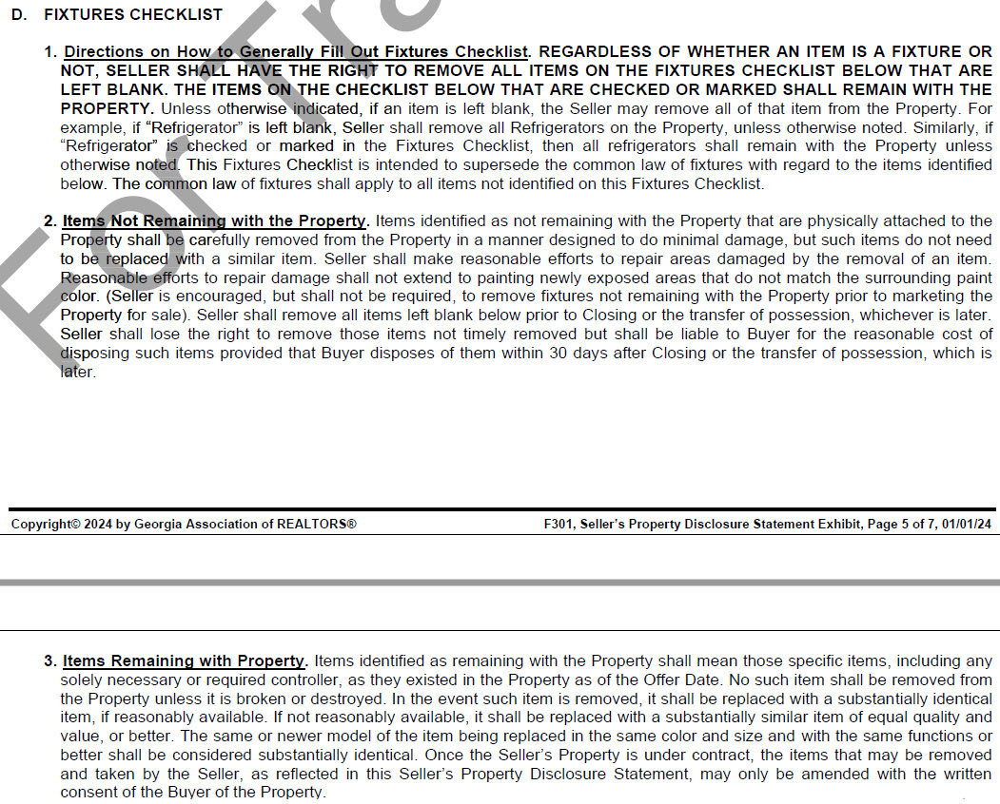 D. FIXTURES CHECKLIST
1. Directions on How to Generally Fill Out Fixtures Checklist. REGARDLESS OF WHETHER AN ITEM IS A FIXTURE OR
NOT, SELLER SHALL HAVE THE RIGHT TO REMOVE ALL ITEMS ON THE FIXTURES CHECKLIST BELOW THAT ARE
LEFT BLANK. THE ITEMS ON THE CHECKLIST BELOW THAT ARE CHECKED OR MARKED SHALL REMAIN WITH THE
PROPERTY. Unless otherwise indicated, if an item is left blank, the Seller may remove all of that item from the Property. For
example, if “Refrigerator” is left blank, Seller shall remove all Refrigerators on the Property, unless otherwise noted. Similarly, if
“Refrigerator” is checked or marked in the Fixtures Checklist, then all refrigerators shall remain with the Property unless
otherwise noted. This Fixtures Checklist is intended to supersede the common law of fixtures with regard to the items identified
below. The common law of fixtures shall apply to all items not identified on this Fixtures Checklist.
2. Items Not Remaining with the Property. Items identified as not remaining with the Property that are physically attached to the
Property shall be carefully removed from the Property in a manner designed to do minimal damage, but such items do not need
to be replaced with a similar item. Seller shall make reasonable efforts to repair areas damaged by the removal of an item.
Reasonable efforts to repair damage shall not extend to painting newly exposed areas that do not match the surrounding paint
color. (Seller is encouraged, but shall not be required, to remove fixtures not remaining with the Property prior to marketing the
Property for sale). Seller shall remove all items left blank below prior to Closing or the transfer of possession, whichever is later.
Seller shall lose the right to remove those items not timely removed but shall be liable to Buyer for the reasonable cost of
disposing such items provided that Buyer disposes of them within 30 days after Closing or the transfer of possession, which is
later.
Copyright© 2024 by Georgia Association of REALTORS® F301, Seller’s Property Disclosure Statement Exhibit, Page 5 of 7, 01/01/24
3. Items Remaining with Property. Items identified as remaining with the Property shall mean those specific items, including any
solely necessary or required controller, as they existed in the Property as of the Offer Date. No such item shall be removed from
the Property unless it is broken or destroyed. In the event such item is removed, it shall be replaced with a substantially identical
item, if reasonably available. If not reasonably available, it shall be replaced with a substantially similar item of equal quality and
value, or better. The same or newer model of the item being replaced in the same color and size and with the same functions or
better shall be considered substantially identical. Once the Seller’s Property is under contract, the items that may be removed
and taken by the Seller, as reflected in this Seller’s Property Disclosure Statement, may only be amended with the written
consent of the Buyer of the Property.
For